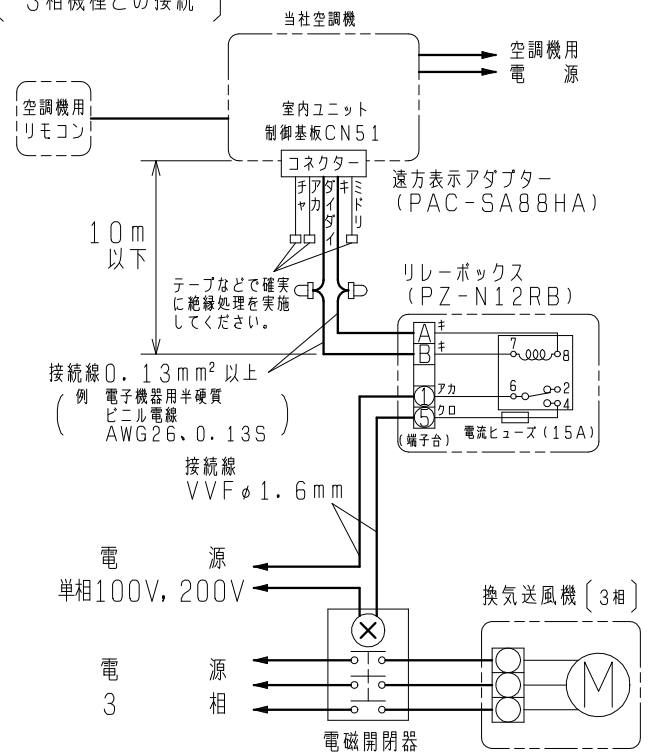 3相機種との接続
当社空調機
空調機用
電源
空調機用
リモコン
室内ユニット
制御基板CN51
コネクター
チャ
アカ
ダイダイ
キ
ミドリ
遠方表示アダプター
(PAC-SA88HA)
10m
以下
テープなどで確実
に絶縁処理を実施
してください。
リレーボックス
(PZ-N12RB)
A キ
B キ
7 8
① アカ
⑤ クロ
6 2
4
(端子台)
電流ヒューズ(15A)
接続線0.13mm²以上
(例 電子機器用半硬質
ビニル電線
AWG26、0.13S)
接続線
VVFφ1.6mm
電源
単相100V,200V
換気送風機〔3相〕
電源
3相
M
電磁開閉器